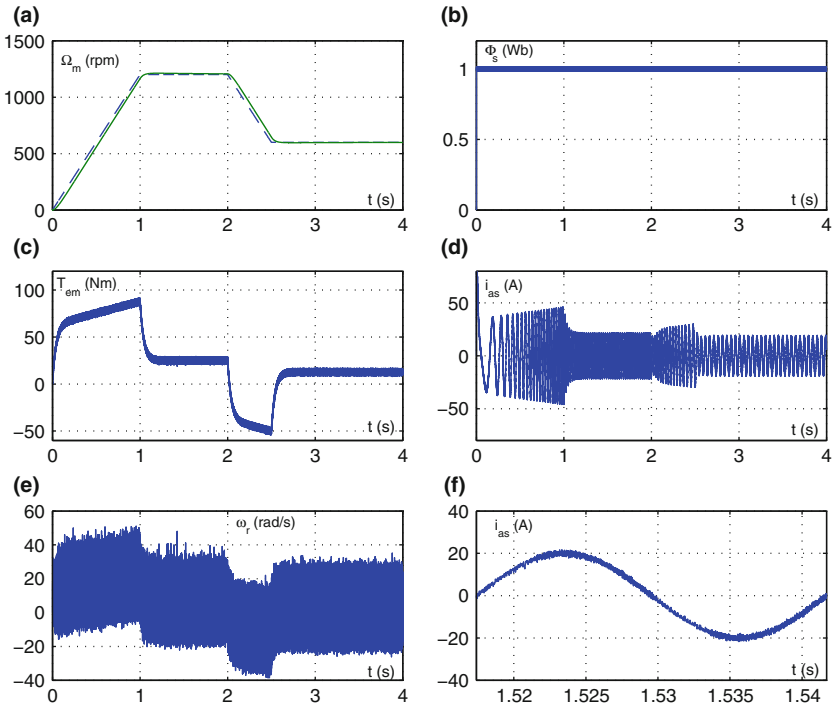 (a)
1500
1000
500
0
Ω_m (rpm)
t (s)
0 1 2 3 4
(b)
1
0.5
0
Φ_s (Wb)
t (s)
0 1 2 3 4
(c)
100
50
0
−50
T_em (Nm)
t (s)
0 1 2 3 4
(d)
50
0
−50
i_as (A)
t (s)
0 1 2 3 4
(e)
60
40
20
0
−20
−40
ω_r (rad/s)
t (s)
0 1 2 3 4
(f)
40
20
0
−20
−40
i_as (A)
t (s)
1.52 1.525 1.53 1.535 1.54